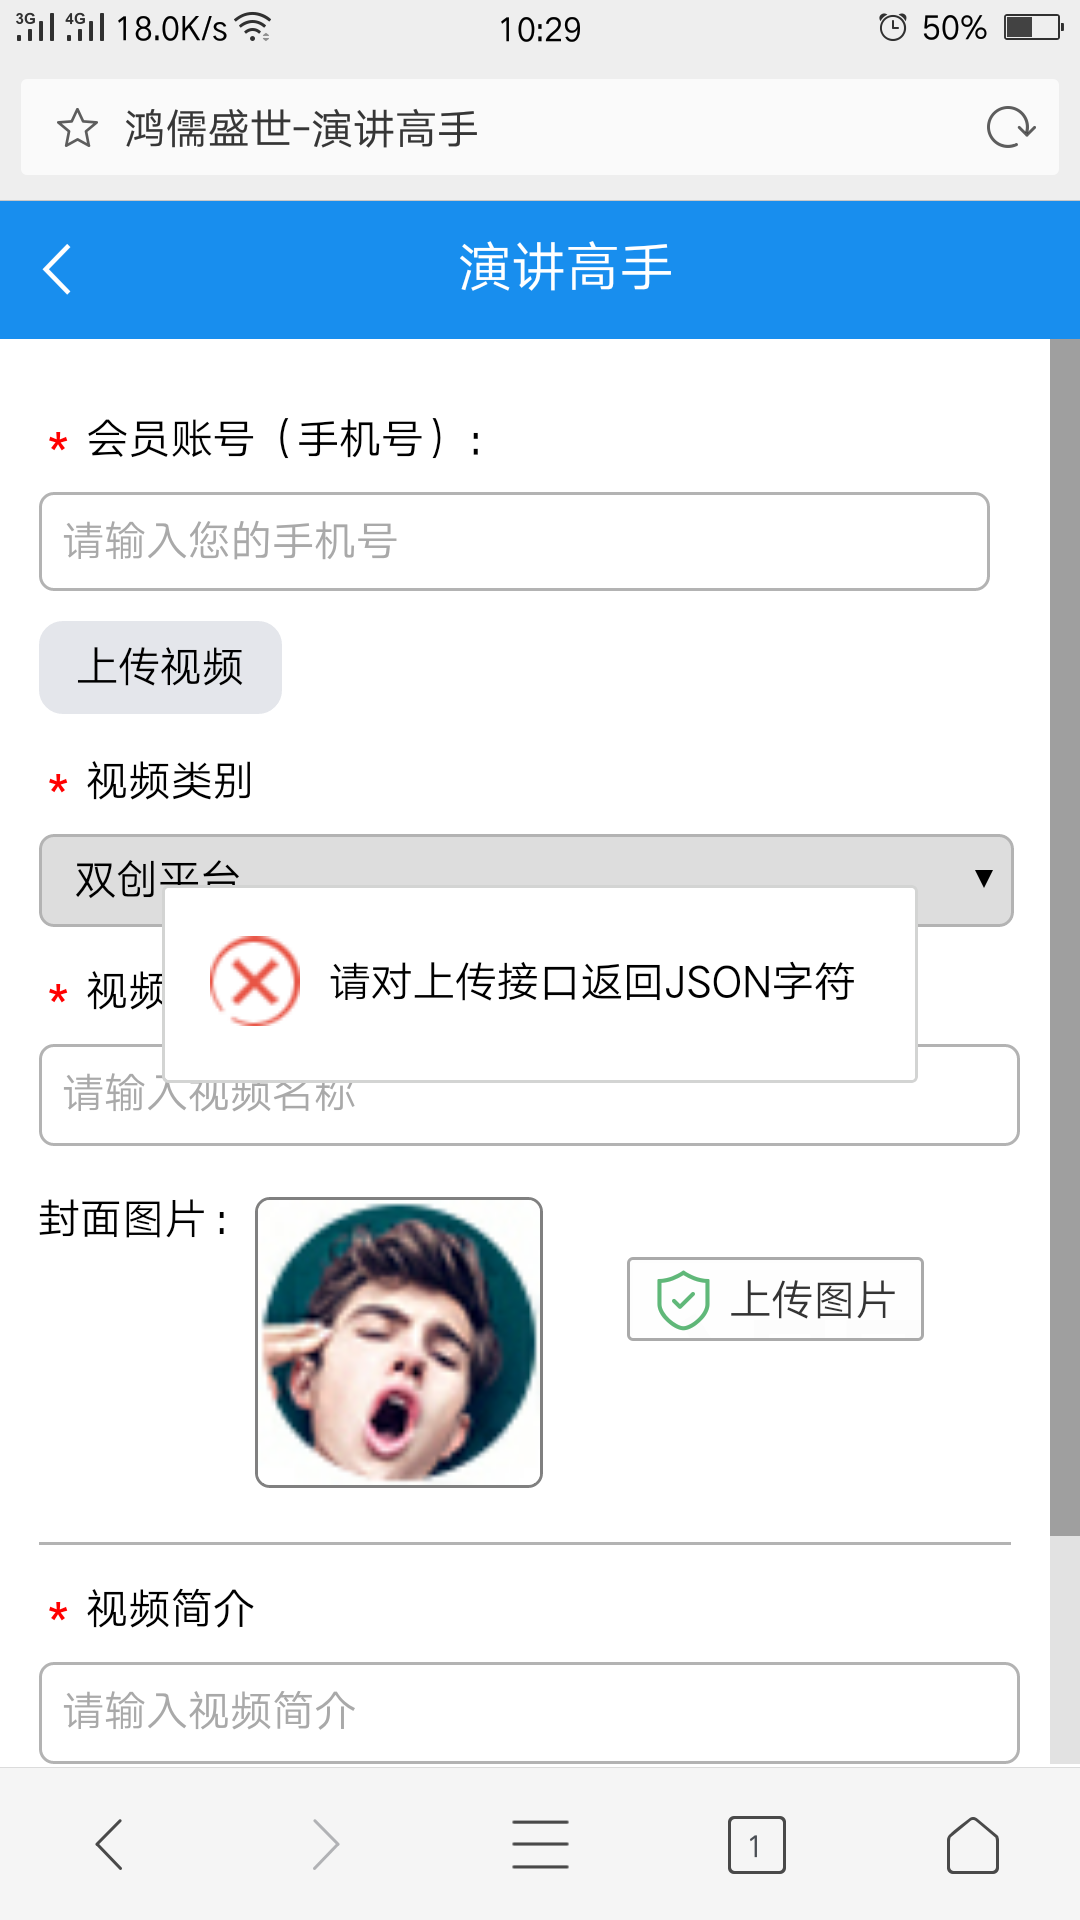 3G 4G 18.0K/s 10:29 50%
鸿儒盛世-演讲高手
演讲高手
* 会员账号（手机号）:
请输入您的手机号
上传视频
* 视频类别
双创平台 ▼
* 视频
请对上传接口返回JSON字符
请输入视频名称
封面图片:
上传图片
* 视频简介
请输入视频简介
1